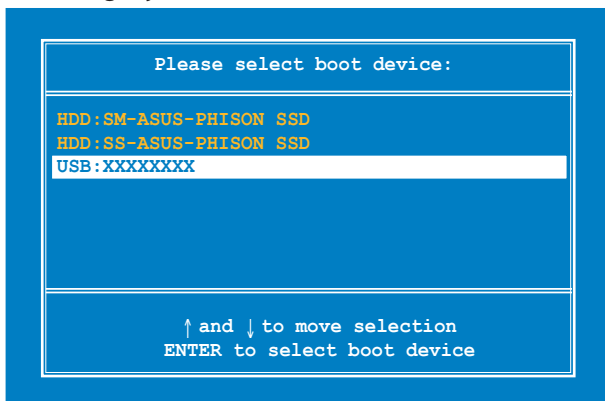 Please select boot device:
HDD:SM-ASUS-PHISON SSD
HDD:SS-ASUS-PHISON SSD
USB:XXXXXXXX
↑ and ↓ to move selection
ENTER to select boot device